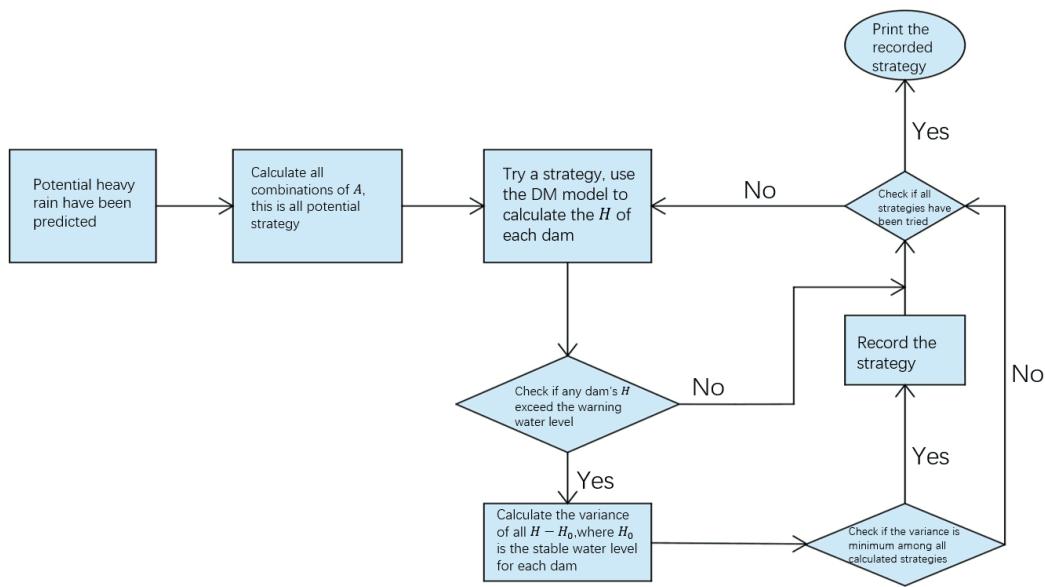 Print the
recorded
strategy
Yes
Potential heavy
rain have been
predicted
Calculate all
combinations of A,
this is all potential
strategy
Try a strategy, use
the DM model to
calculate the H of
each dam
No
Check if all
strategies have
been tried
Check if any dam's H
exceed the warning
water level
No
Record the
strategy
No
Yes
Yes
Calculate the variance
of all H − H₀,where H₀
is the stable water level
for each dam
Check if the variance is
minimum among all
calculated strategies